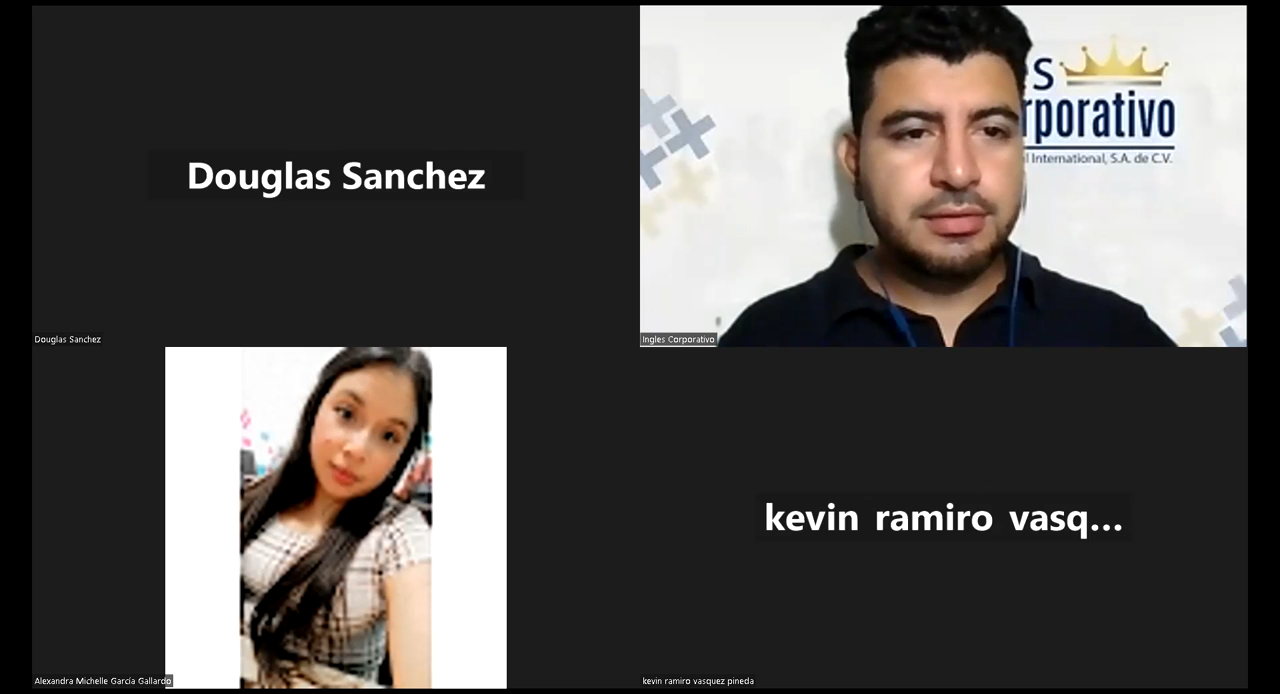 Douglas Sanchez
Douglas Sanchez
s
rporativo
l International, S.A. de C.V.
Ingles Corporativo
Alexandra Michelle García Gallardo
kevin ramiro vasq...
kevin ramiro vasquez pineda